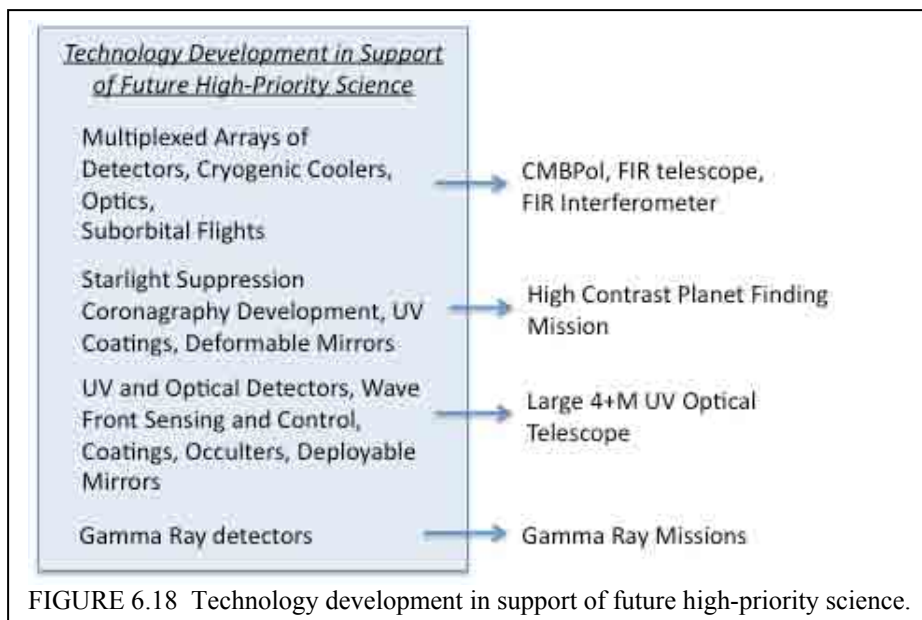 Technology Development in Support
of Future High-Priority Science
Multiplexed Arrays of
Detectors, Cryogenic Coolers,
Optics,
Suborbital Flights
CMBPol, FIR telescope,
FIR Interferometer
Starlight Suppression
Coronagraphy Development, UV
Coatings, Deformable Mirrors
High Contrast Planet Finding
Mission
UV and Optical Detectors, Wave
Front Sensing and Control,
Coatings, Occulters, Deployable
Mirrors
Large 4+M UV Optical
Telescope
Gamma Ray detectors
Gamma Ray Missions
FIGURE 6.18 Technology development in support of future high-priority science.